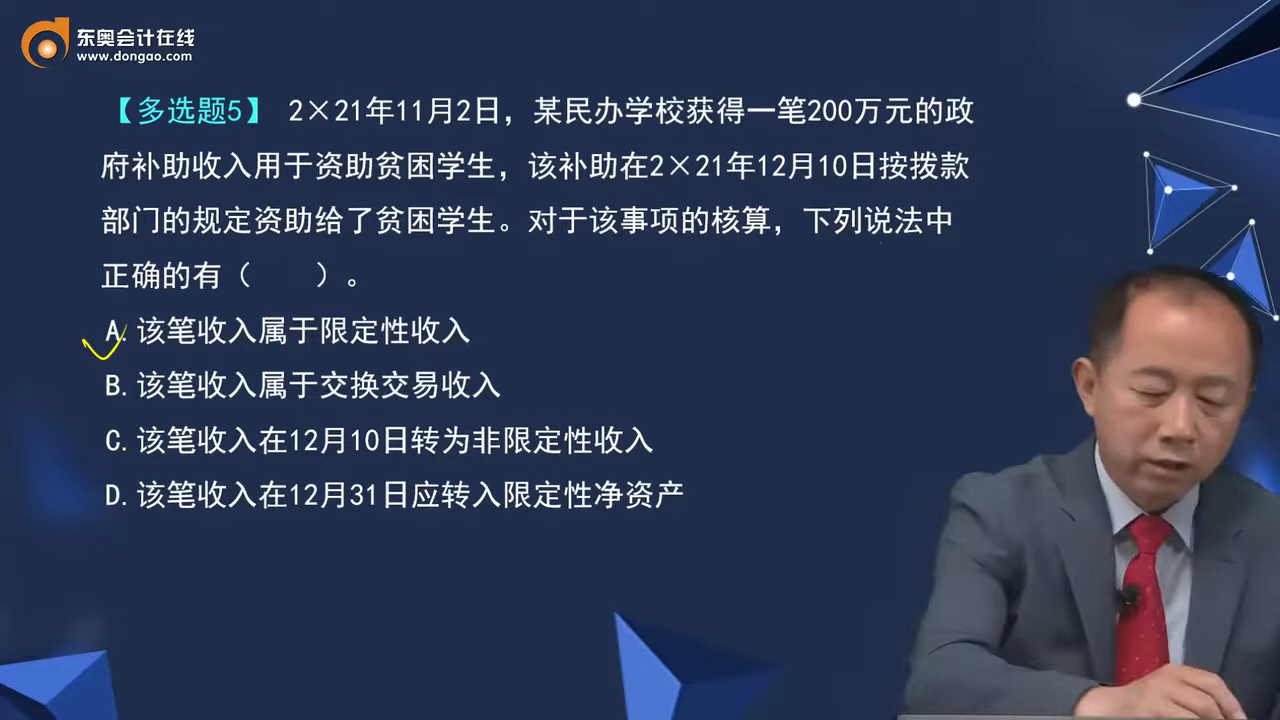 东奥会计在线
www.dongao.com
【多选题5】 2×21年11月2日，某民办学校获得一笔200万元的政
府补助收入用于资助贫困学生，该补助在2×21年12月10日按拨款
部门的规定资助给了贫困学生。对于该事项的核算，下列说法中
正确的有（　　）。
A. 该笔收入属于限定性收入
B. 该笔收入属于交换交易收入
C. 该笔收入在12月10日转为非限定性收入
D. 该笔收入在12月31日应转入限定性净资产